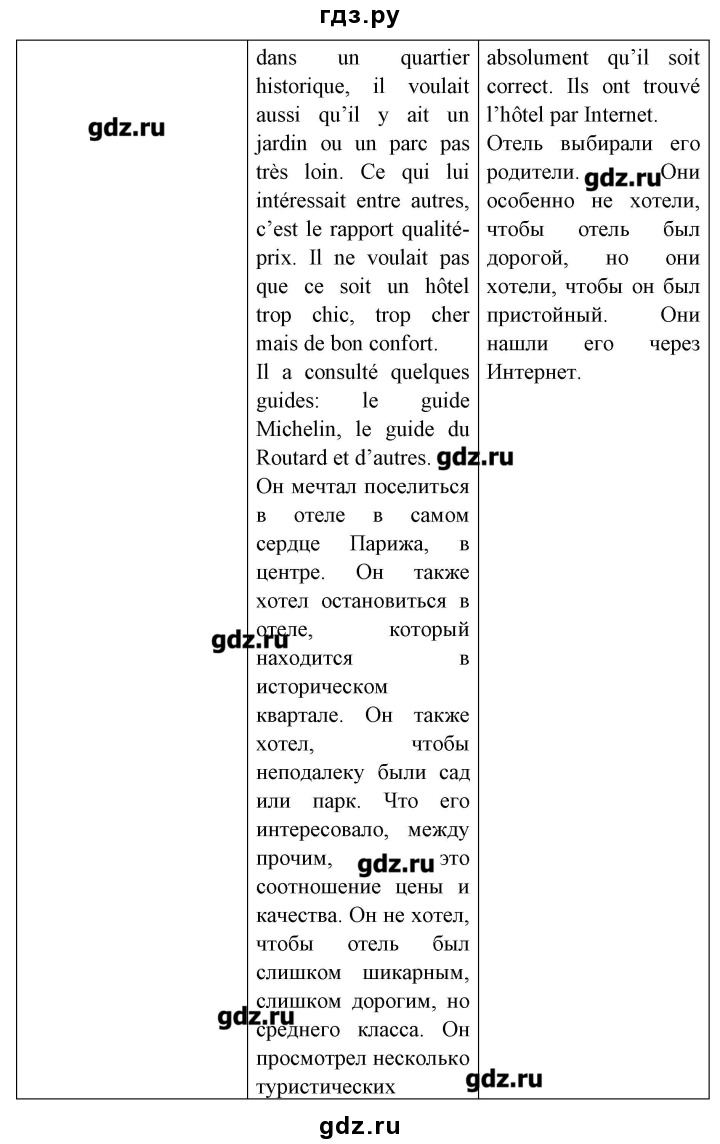 гдз.ру
gdz.ru
dans un quartier
historique, il voulait
aussi qu’il y ait un
jardin ou un parc pas
très loin. Ce qui lui
intéressait entre autres,
c’est le rapport qualité-
prix. Il ne voulait pas
que ce soit un hôtel
trop chic, trop cher
mais de bon confort.
Il a consulté quelques
guides: le guide
Michelin, le guide du
Routard et d’autres.
gdz.ru
Он мечтал поселиться
в отеле в самом
сердце Парижа, в
центре. Он также
хотел остановиться в
отеле, который
gdz.ru
находится в
историческом
квартале. Он также
хотел, чтобы
неподалеку были сад
или парк. Что его
интересовало, между
прочим, это
gdz.ru
соотношение цены и
качества. Он не хотел,
чтобы отель был
слишком шикарным,
слишком дорогим, но
gdz.ru
среднего класса. Он
просмотрел несколько
туристических
absolument qu’il soit
correct. Ils ont trouvé
l’hôtel par Internet.
Отель выбирали его
родители. Они
gdz.ru
особенно не хотели,
чтобы отель был
дорогой, но они
хотели, чтобы он был
пристойный. Они
нашли его через
Интернет.
gdz.ru
gdz.ru